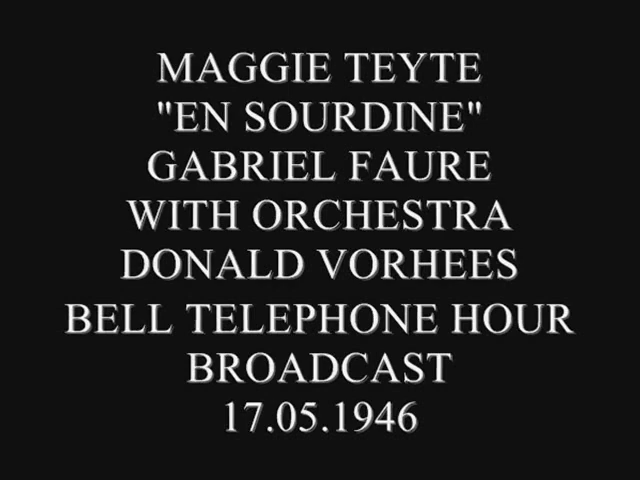 MAGGIE TEYTE
"EN SOURDINE"
GABRIEL FAURE
WITH ORCHESTRA
DONALD VORHEES
BELL TELEPHONE HOUR
BROADCAST
17.05.1946